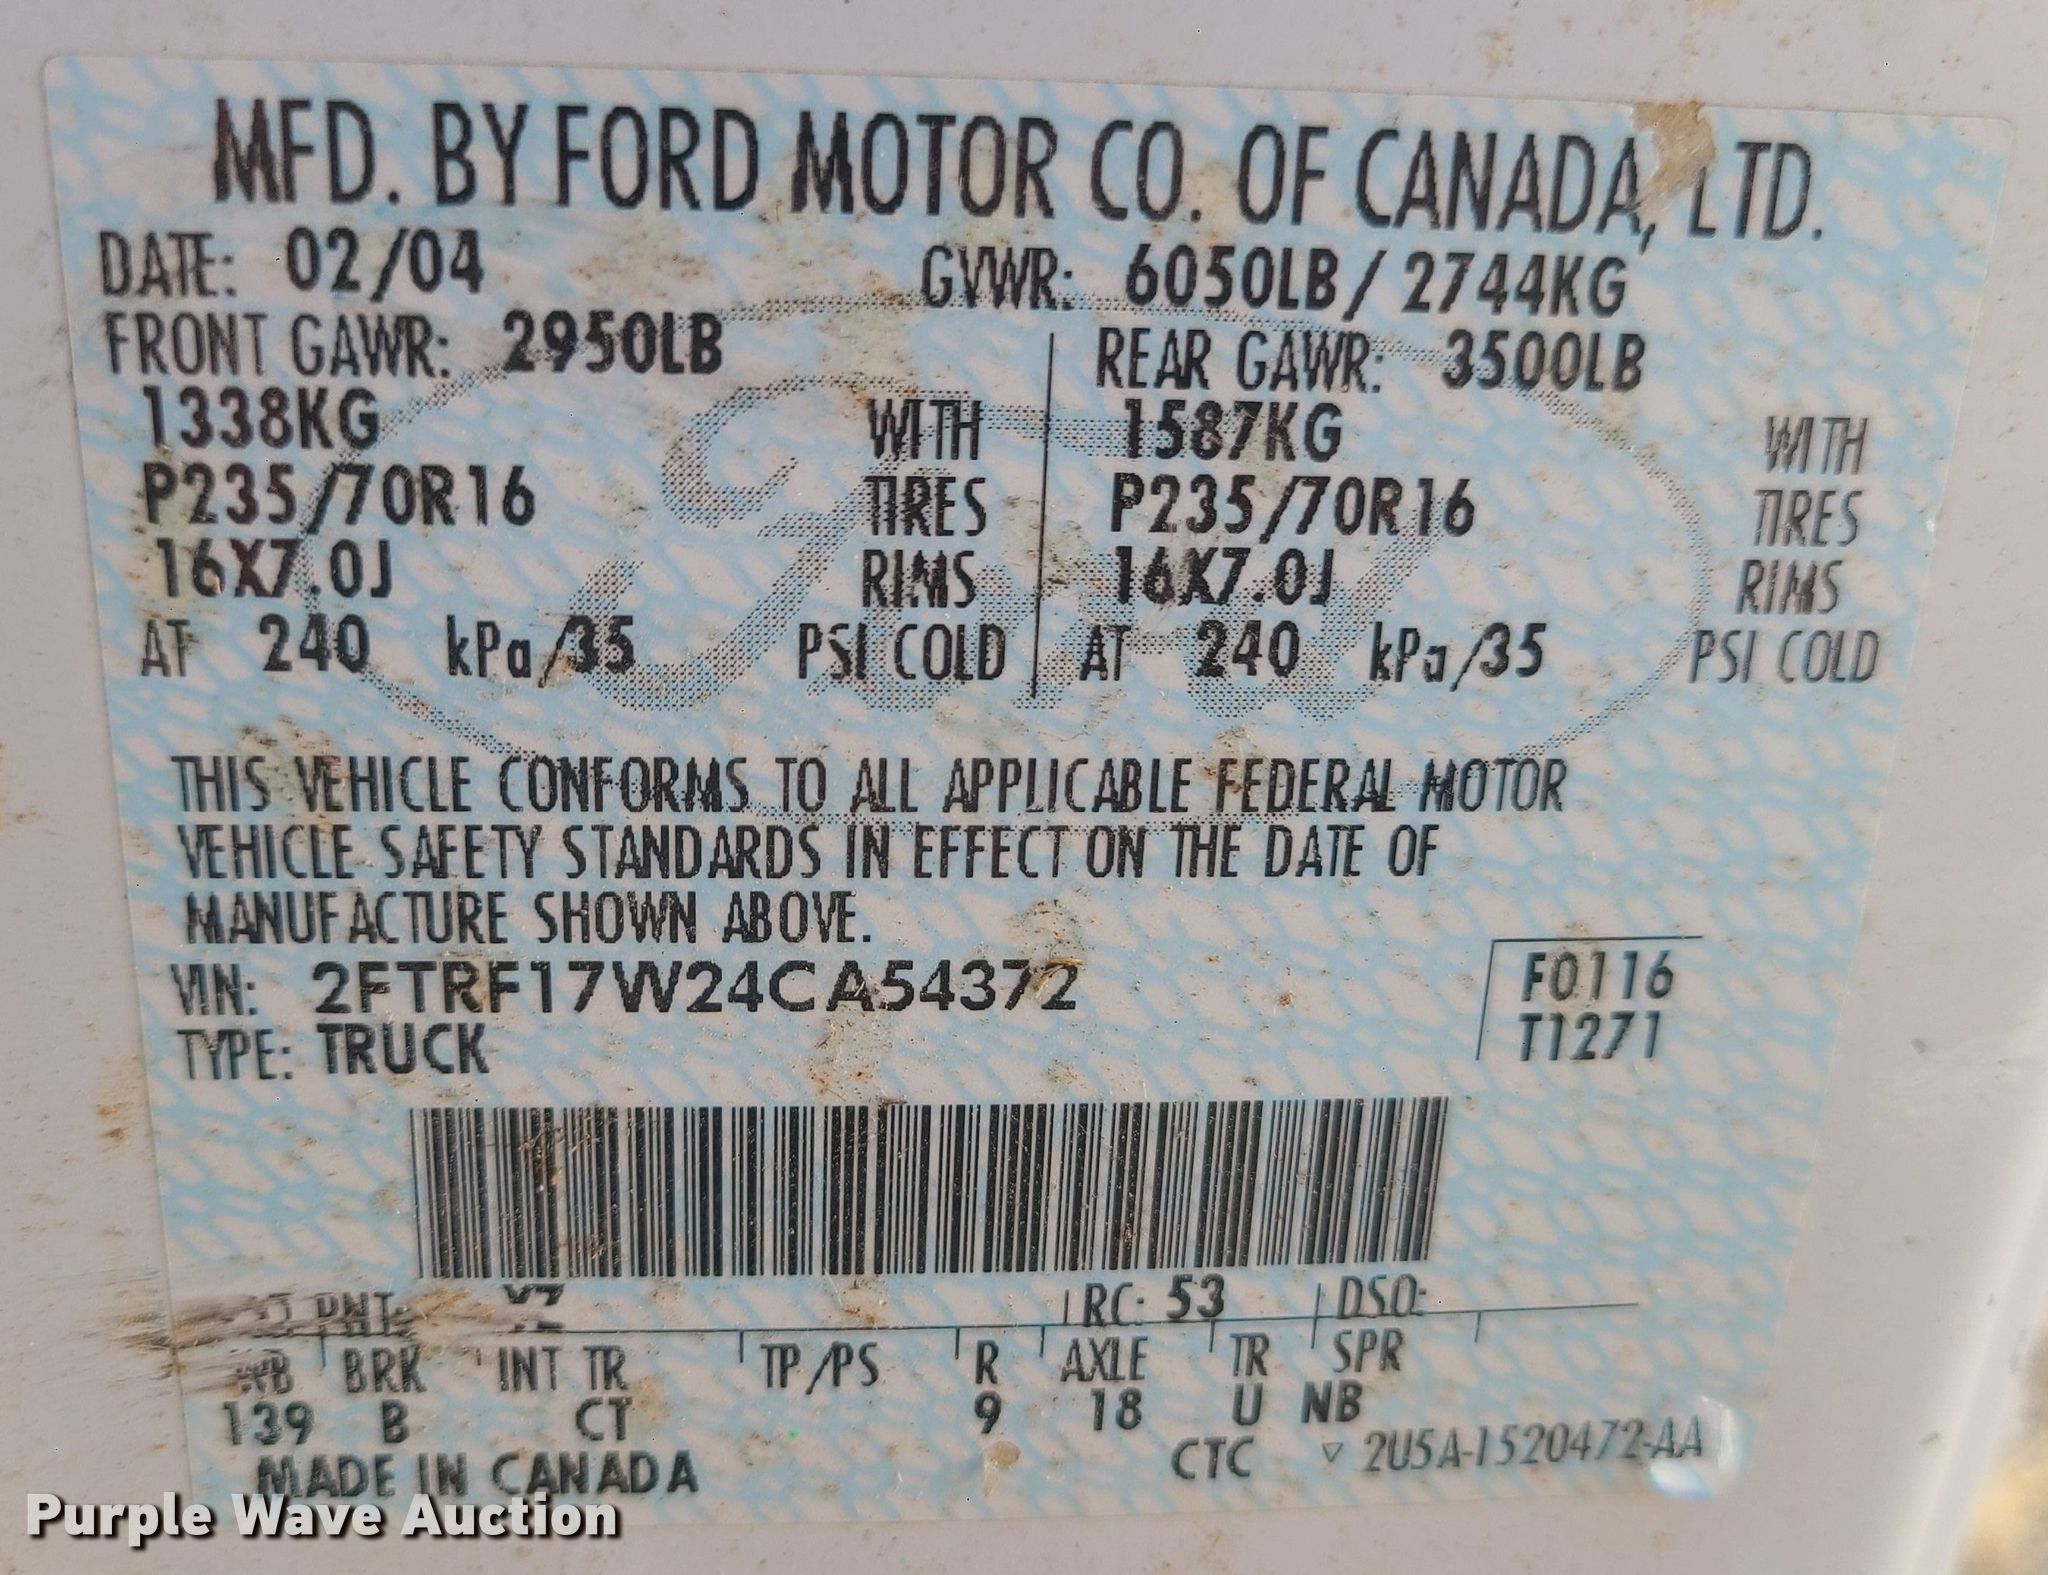 MFD. BY FORD MOTOR CO. OF CANADA, LTD.
DATE: 02/04 GVWR: 6050LB/2744KG
FRONT GAWR: 2950LB REAR GAWR: 3500LB
1338KG WITH 1587KG WITH
P235/70R16 TIRES P235/70R16 TIRES
16X7.0J RIMS 16X7.0J RIMS
AT 240 kPa/35 PSI COLD AT 240 kPa/35 PSI COLD
THIS VEHICLE CONFORMS TO ALL APPLICABLE FEDERAL MOTOR
VEHICLE SAFETY STANDARDS IN EFFECT ON THE DATE OF
MANUFACTURE SHOWN ABOVE.
VIN: 2FTRF17W24CA54372 F0116
TYPE: TRUCK T1271
PNT: YZ RC: 53 DSO:
WB BRK INT TR TP/PS R AXLE TR SPR
139 B CT 9 18 U NB
MADE IN CANADA CTC ▽ 2U5A-1520472-AA
Purple Wave Auction